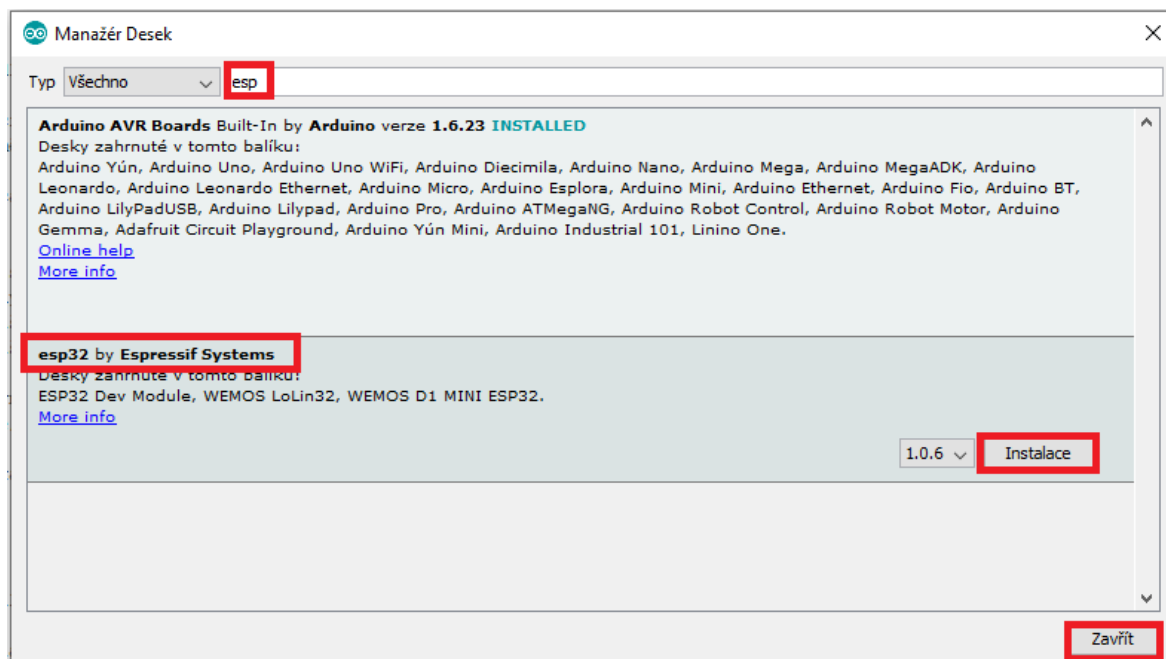 Manažér Desek
Typ Všechno esp
Arduino AVR Boards Built-In by Arduino verze 1.6.23 INSTALLED
Desky zahrnuté v tomto balíku:
Arduino Yún, Arduino Uno, Arduino Uno WiFi, Arduino Diecimila, Arduino Nano, Arduino Mega, Arduino MegaADK, Arduino
Leonardo, Arduino Leonardo Ethernet, Arduino Micro, Arduino Esplora, Arduino Mini, Arduino Ethernet, Arduino Fio, Arduino BT,
Arduino LilyPadUSB, Arduino Lilypad, Arduino Pro, Arduino ATMegaNG, Arduino Robot Control, Arduino Robot Motor, Arduino
Gemma, Adafruit Circuit Playground, Arduino Yún Mini, Arduino Industrial 101, Linino One.
Online help
More info
esp32 by Espressif Systems
Desky zahrnuté v tomto balíku:
ESP32 Dev Module, WEMOS LoLin32, WEMOS D1 MINI ESP32.
More info
1.0.6 Instalace
Zavřít